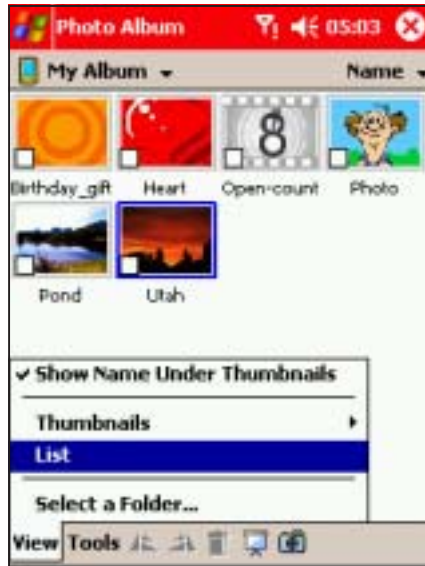 Photo Album 05:03
My Album Name
8
Birthday_gift Heart Open-count Photo
Pond Utah
Show Name Under Thumbnails
Thumbnails
List
Select a Folder...
View Tools